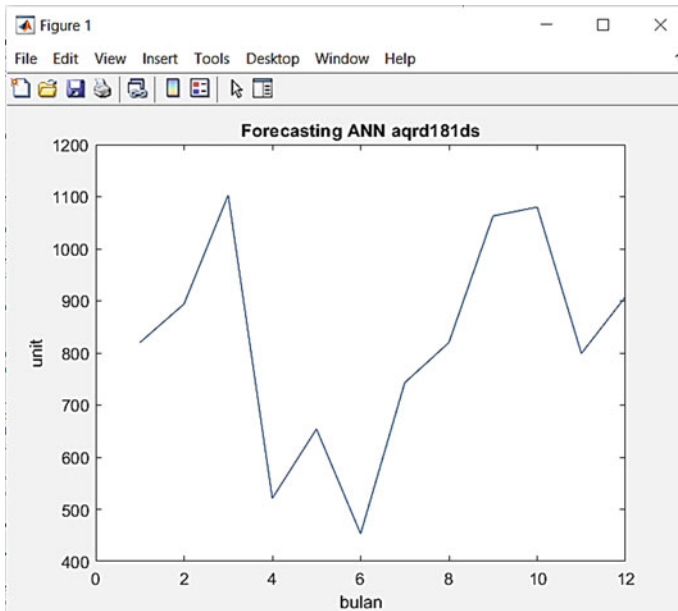 Figure 1
File Edit View Insert Tools Desktop Window Help
Forecasting ANN aqrd181ds
1200
1100
1000
900
800
700
600
500
400
unit
0 2 4 6 8 10 12
bulan